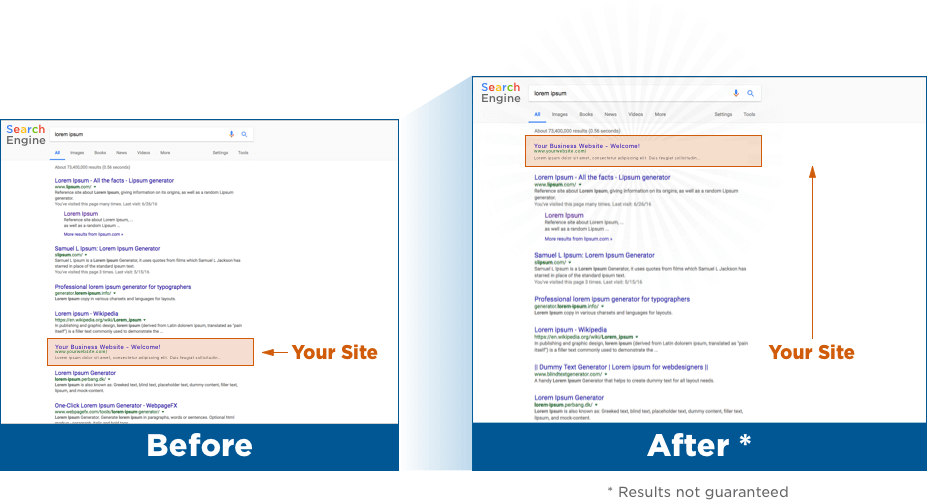 Search
Engine
lorem ipsum
All Images Books News Videos More Settings Tools
About 73,400,000 results (0.56 seconds)
Lorem Ipsum - All the facts - Lipsum generator
www.lipsum.com/
Reference site about Lorem Ipsum, giving information on its origins, as well as a random Lipsum
generator.
You've visited this page many times. Last visit: 6/26/16
Lorem Ipsum
Reference site about Lorem Ipsum, ...
as well as a random Lipsum ...
More results from lipsum.com »
Samuel L Ipsum: Lorem Ipsum Generator
slipsum.com/
Samuel L Ipsum is a Lorem Ipsum Generator, it uses quotes from films which Samuel L Jackson has
starred in place of the standard ipsum text.
You've visited this page 3 times. Last visit: 5/15/16
Professional lorem ipsum generator for typographers
generator.lorem-ipsum.info/
Lorem Ipsum copy in various charsets and languages for layouts.
Lorem ipsum - Wikipedia
https://en.wikipedia.org/wiki/Lorem_ipsum
In publishing and graphic design, lorem ipsum (derived from Latin dolorem ipsum, translated as "pain
itself") is a filler text commonly used to demonstrate the ...
Your Business Website - Welcome!
www.yourwebsite.com/
Lorem ipsum dolor sit amet, consectetur adipiscing elit. Duis feugiat sollicitudin...
Your Site
Lorem Ipsum Generator
lorem-ipsum.perbang.dk/
Lorem Ipsum is also known as: Greeked text, blind text, placeholder text, dummy content, filler text,
lipsum, and mock-content.
One-Click Lorem Ipsum Generator - WebpageFX
www.webpagefx.com/tools/lorem-ipsum-generator/
Lorem Ipsum Generator. Generate lorem ipsum in paragraphs, words or sentences. Optional html
Before
Search
Engine
lorem ipsum
All Images Books News Videos More Settings Tools
About 73,400,000 results (0.56 seconds)
Your Business Website - Welcome!
www.yourwebsite.com/
Lorem ipsum dolor sit amet, consectetur adipiscing elit. Duis feugiat sollicitudin...
Lorem Ipsum - All the facts - Lipsum generator
www.lipsum.com/
Reference site about Lorem Ipsum, giving information on its origins, as well as a random Lipsum
generator.
You've visited this page many times. Last visit: 6/26/16
Lorem Ipsum
Reference site about Lorem Ipsum, ...
as well as a random Lipsum ...
More results from lipsum.com »
Samuel L Ipsum: Lorem Ipsum Generator
slipsum.com/
Samuel L Ipsum is a Lorem Ipsum Generator, it uses quotes from films which Samuel L Jackson has
starred in place of the standard ipsum text.
You've visited this page 3 times. Last visit: 5/15/16
Professional lorem ipsum generator for typographers
generator.lorem-ipsum.info/
Lorem Ipsum copy in various charsets and languages for layouts.
Lorem ipsum - Wikipedia
https://en.wikipedia.org/wiki/Lorem_ipsum
In publishing and graphic design, lorem ipsum (derived from Latin dolorem ipsum, translated as "pain
itself") is a filler text commonly used to demonstrate the ...
|| Dummy Text Generator | Lorem ipsum for webdesigners ||
www.blindtextgenerator.com/
A handy Lorem Ipsum Generator that helps to create dummy text for all layout needs.
Lorem Ipsum Generator
lorem-ipsum.perbang.dk/
Lorem Ipsum is also known as: Greeked text, blind text, placeholder text, dummy content, filler text,
lipsum, and mock-content.
Your Site
After *
* Results not guaranteed